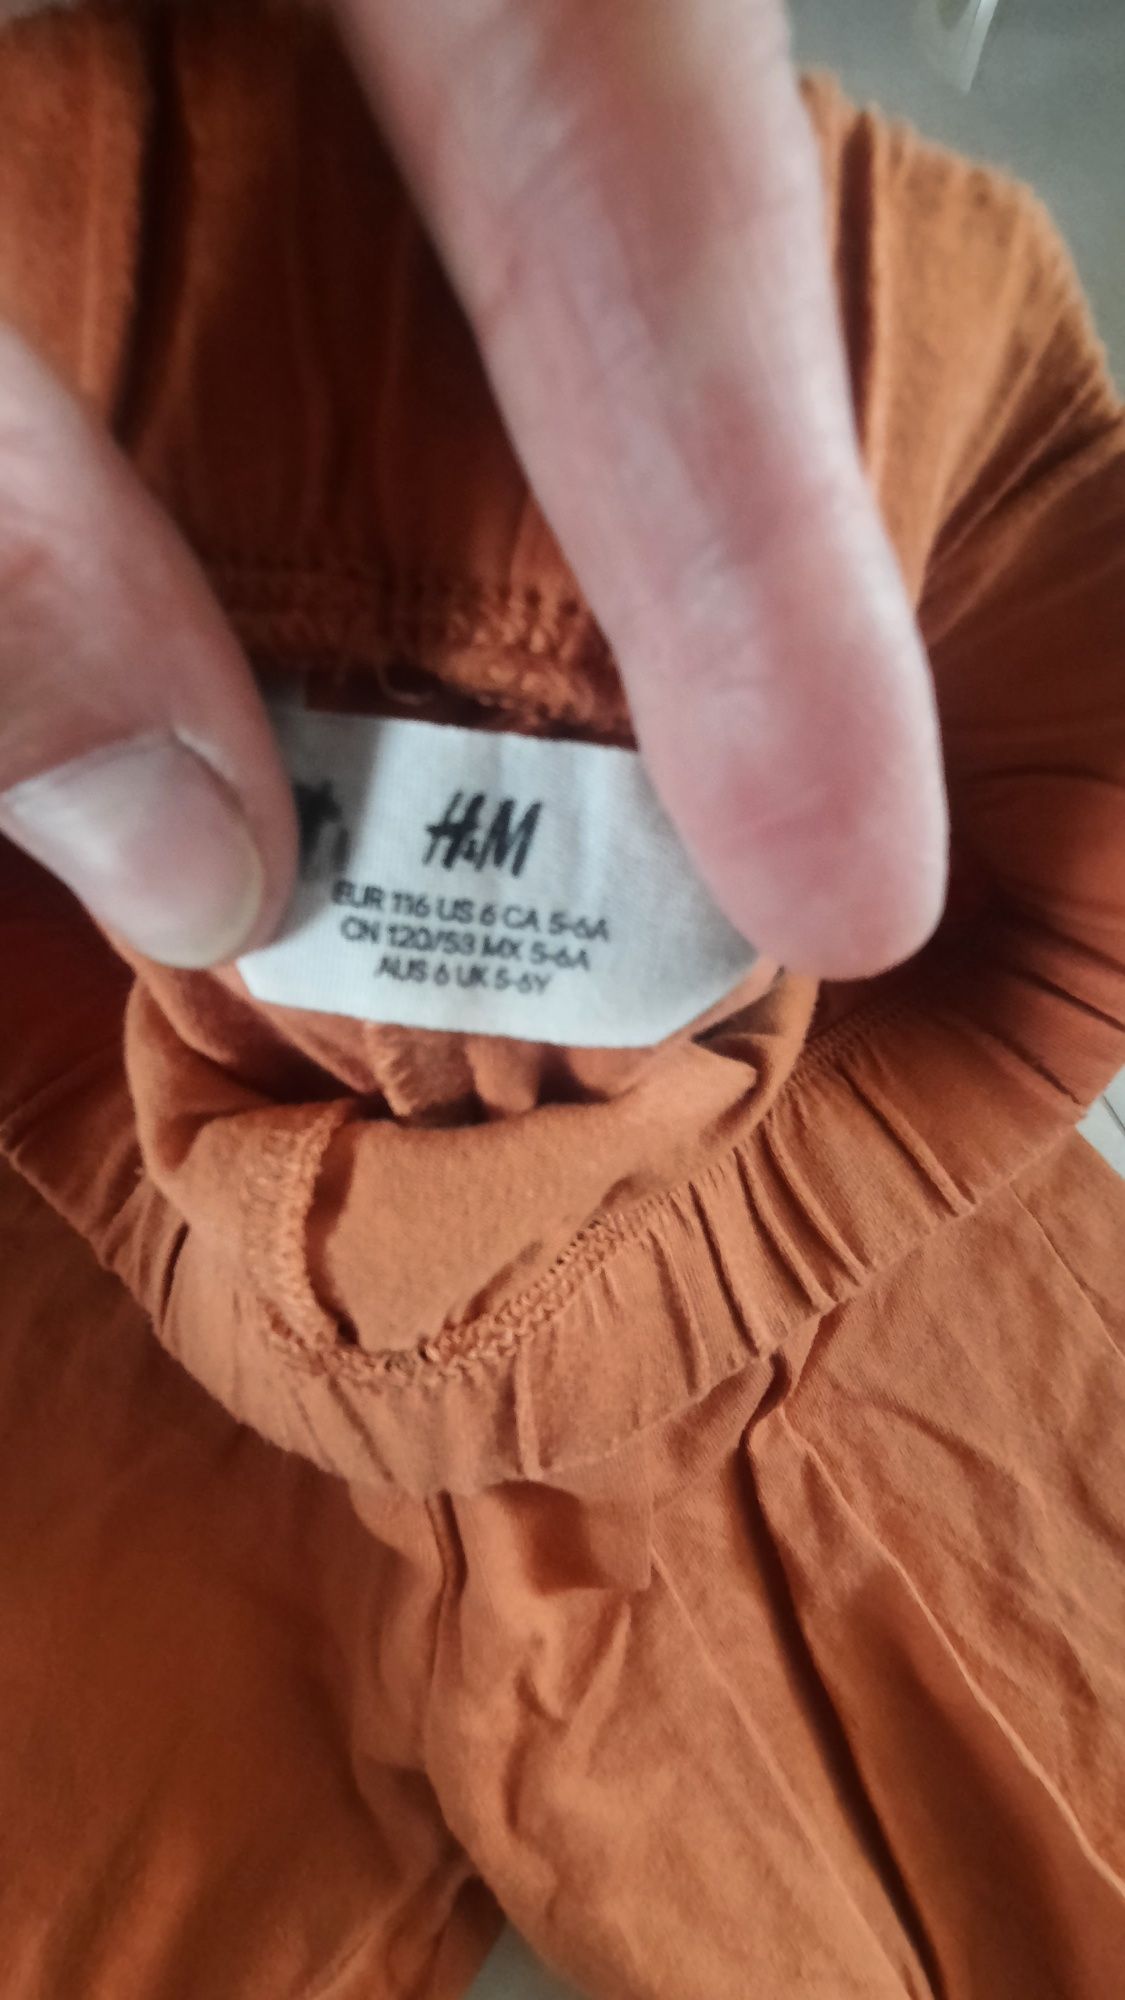 H&M
EUR 116 US 6 CA 5-6A
CN 120/53 MX 5-6A
AUS 6 UK 5-6Y